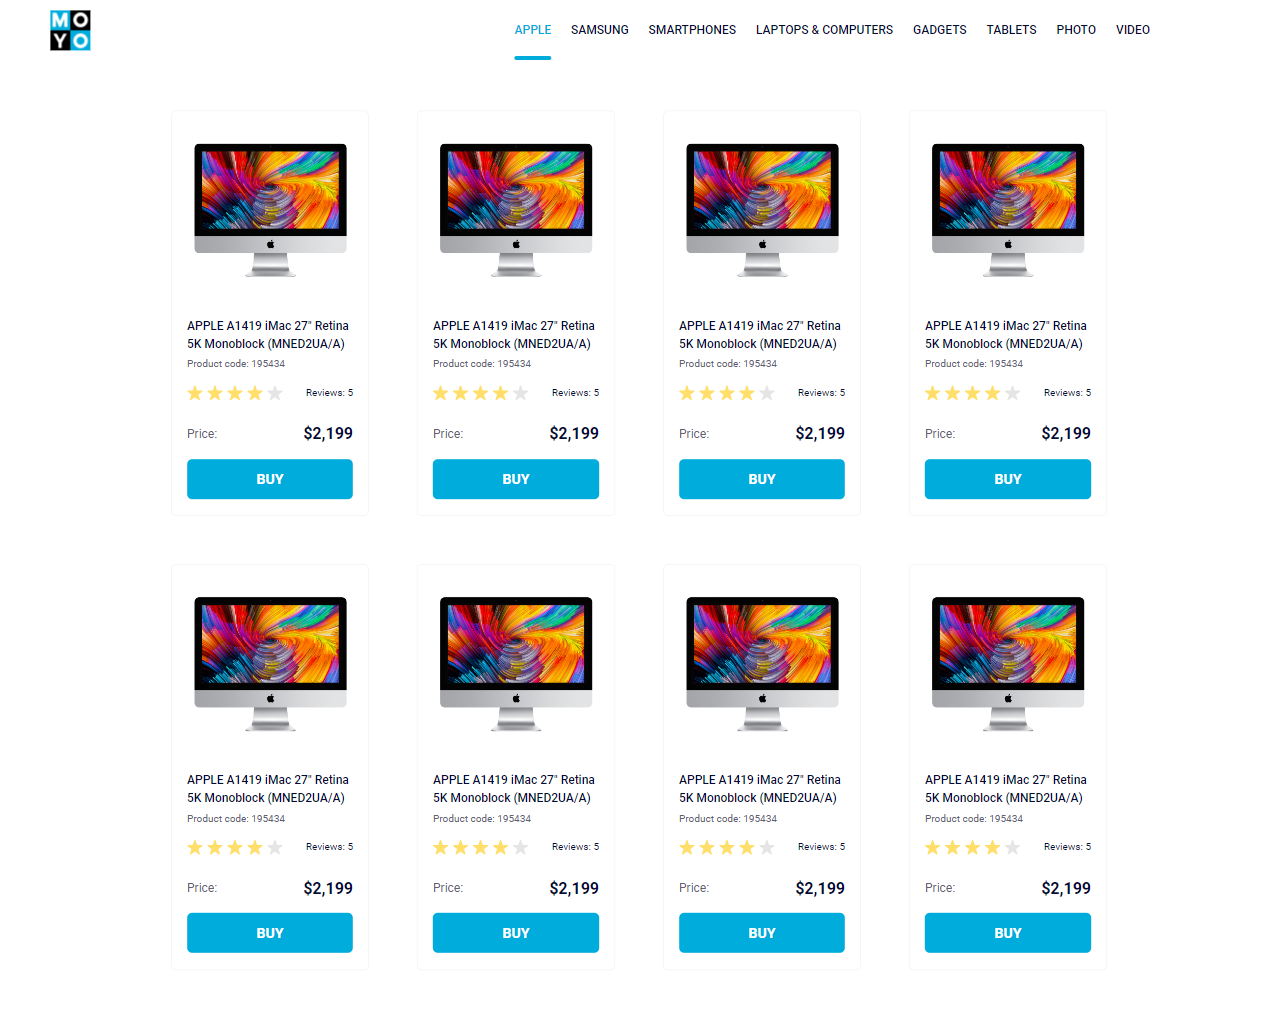 MO
YO
APPLE SAMSUNG SMARTPHONES LAPTOPS & COMPUTERS GADGETS TABLETS PHOTO VIDEO
APPLE A1419 iMac 27" Retina
5K Monoblock (MNED2UA/A)
Product code: 195434
Reviews: 5
Price: $2,199
BUY
APPLE A1419 iMac 27" Retina
5K Monoblock (MNED2UA/A)
Product code: 195434
Reviews: 5
Price: $2,199
BUY
APPLE A1419 iMac 27" Retina
5K Monoblock (MNED2UA/A)
Product code: 195434
Reviews: 5
Price: $2,199
BUY
APPLE A1419 iMac 27" Retina
5K Monoblock (MNED2UA/A)
Product code: 195434
Reviews: 5
Price: $2,199
BUY
APPLE A1419 iMac 27" Retina
5K Monoblock (MNED2UA/A)
Product code: 195434
Reviews: 5
Price: $2,199
BUY
APPLE A1419 iMac 27" Retina
5K Monoblock (MNED2UA/A)
Product code: 195434
Reviews: 5
Price: $2,199
BUY
APPLE A1419 iMac 27" Retina
5K Monoblock (MNED2UA/A)
Product code: 195434
Reviews: 5
Price: $2,199
BUY
APPLE A1419 iMac 27" Retina
5K Monoblock (MNED2UA/A)
Product code: 195434
Reviews: 5
Price: $2,199
BUY